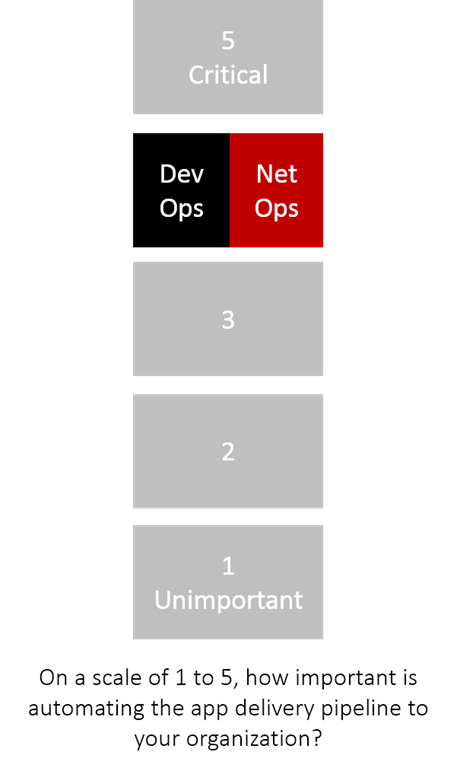 5
Critical
Dev
Ops
Net
Ops
3
2
1
Unimportant
On a scale of 1 to 5, how important is
automating the app delivery pipeline to
your organization?